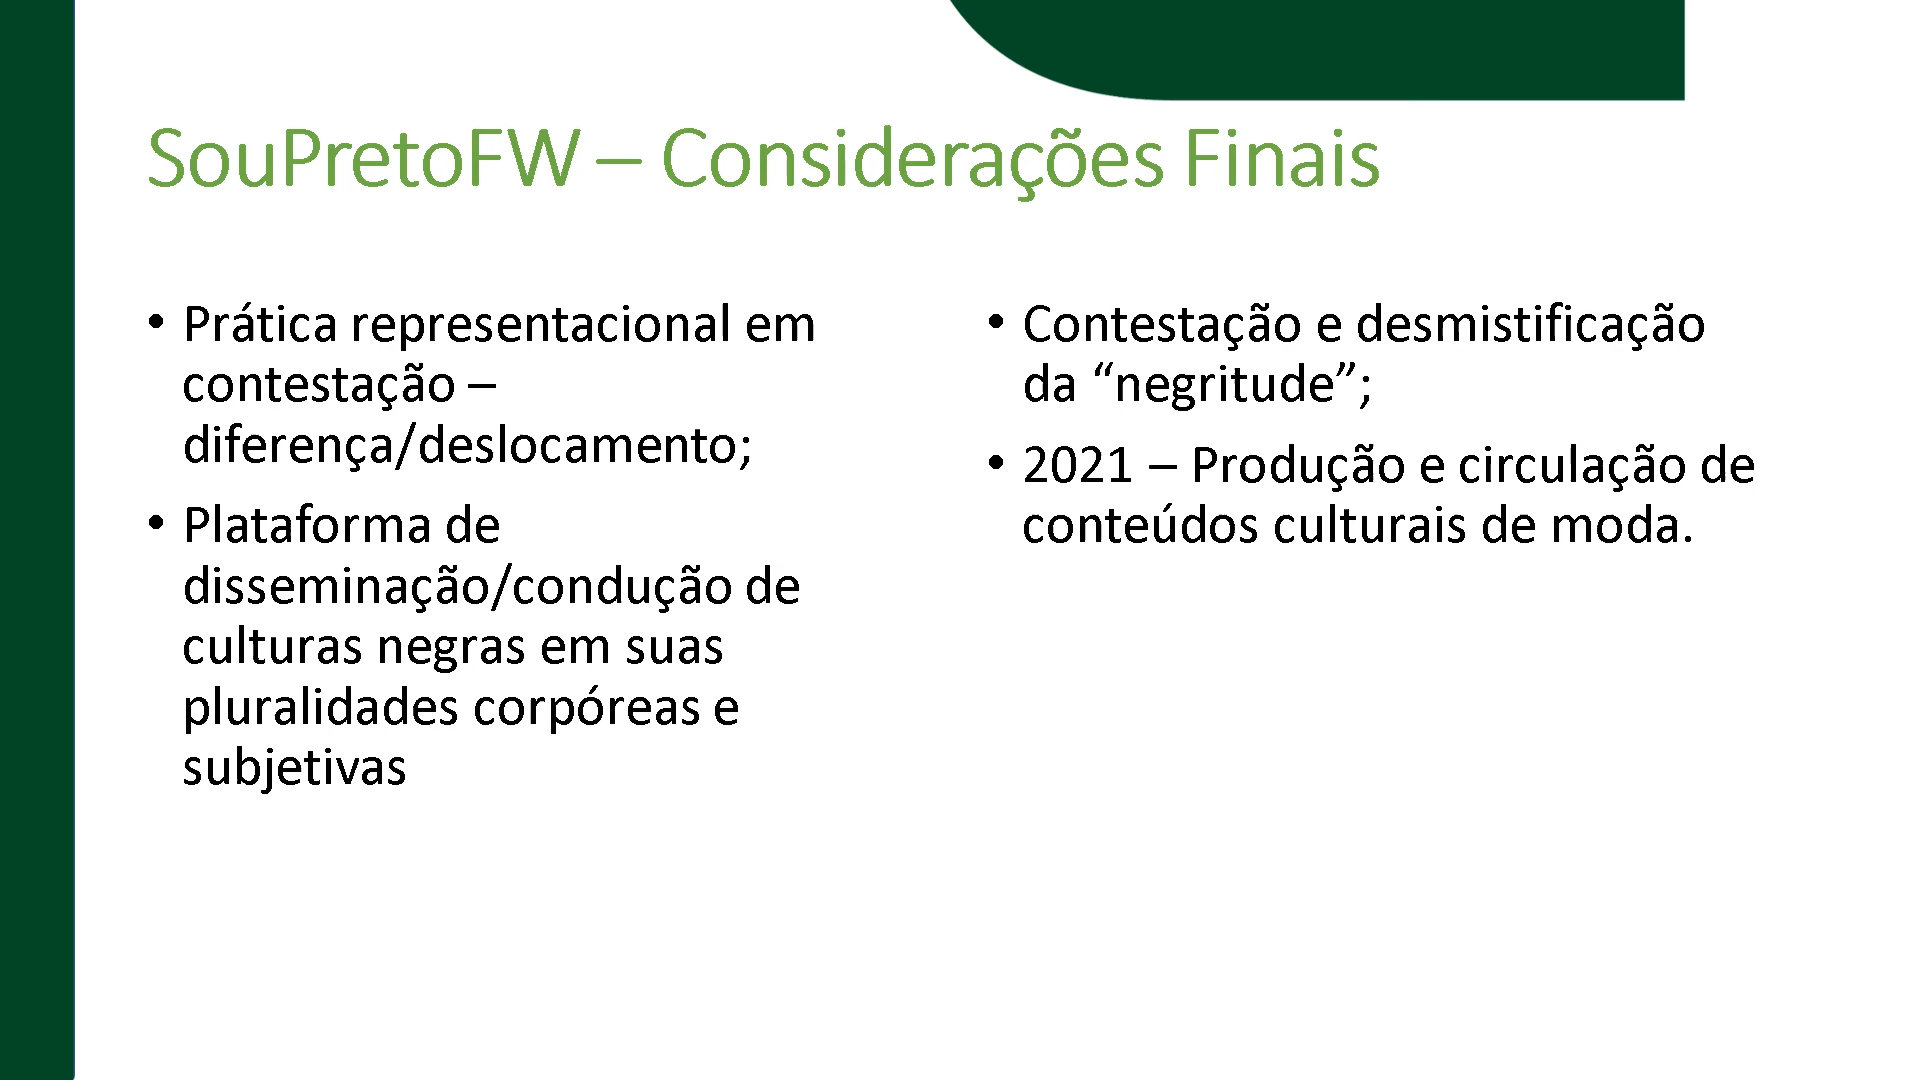 SouPretoFW – Considerações Finais
• Prática representacional em
contestação –
diferença/deslocamento;
• Plataforma de
disseminação/condução de
culturas negras em suas
pluralidades corpóreas e
subjetivas
• Contestação e desmistificação
da “negritude”;
• 2021 – Produção e circulação de
conteúdos culturais de moda.